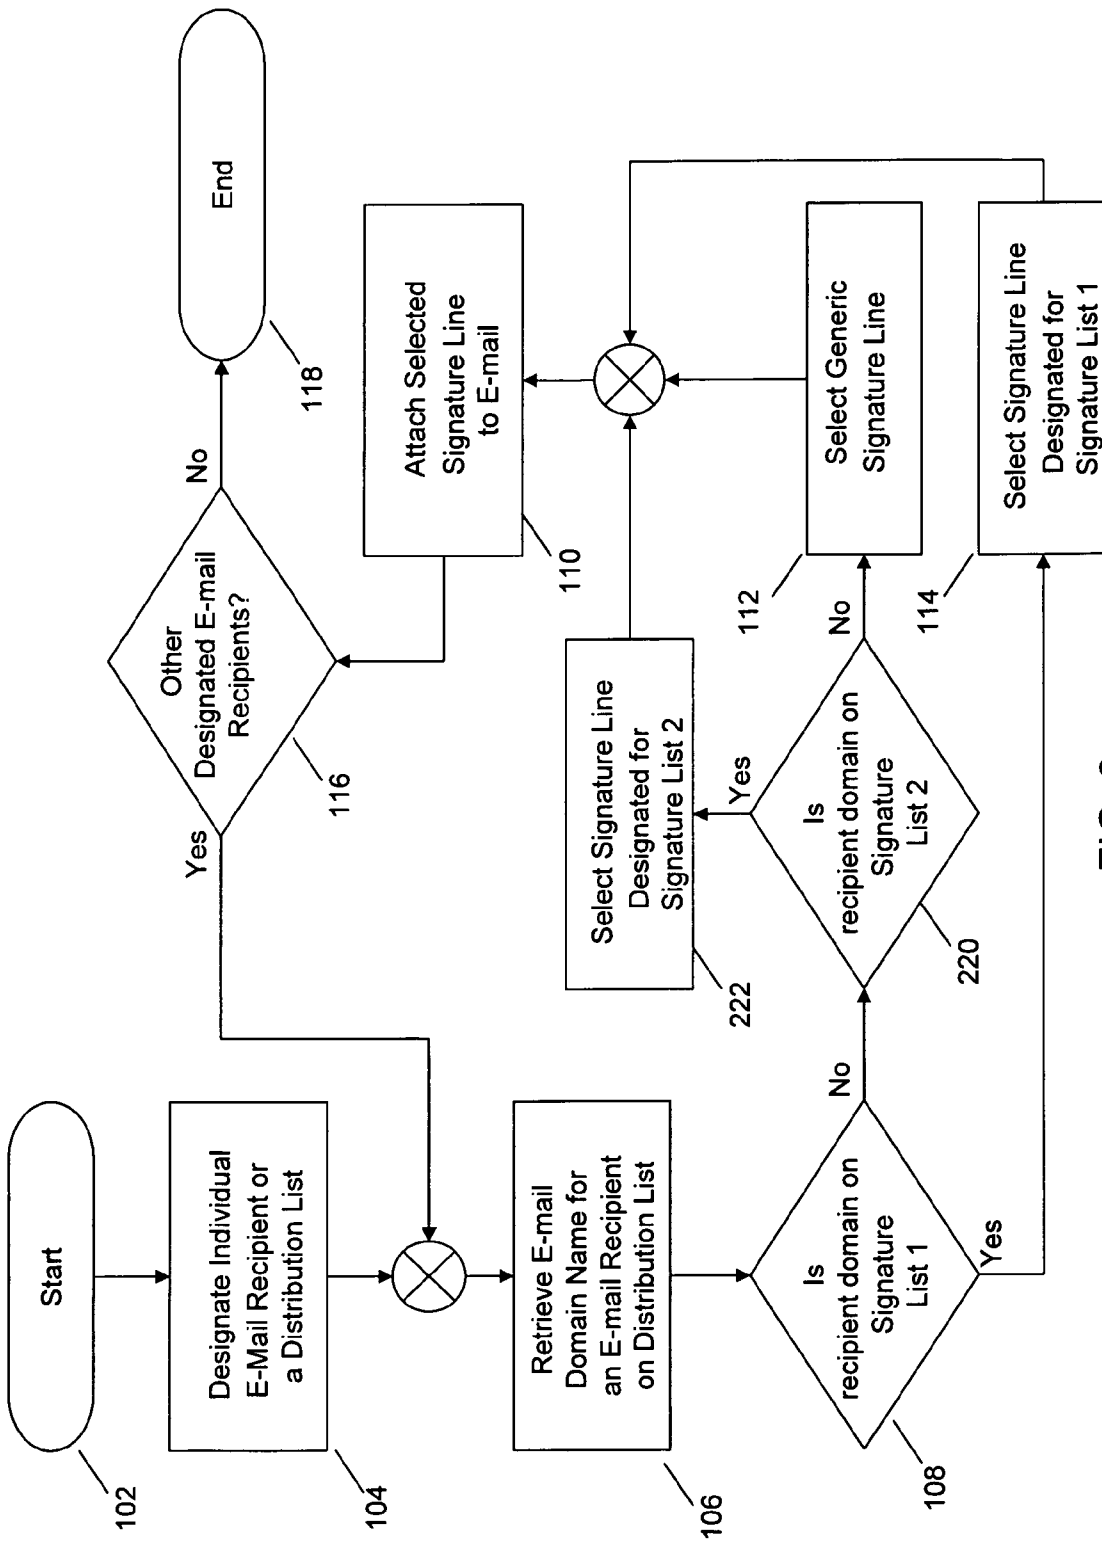 Start
102
Designate Individual
E-Mail Recipient or
a Distribution List
104
Retrieve E-mail
Domain Name for
an E-mail Recipient
on Distribution List
106
Is
recipient domain on
Signature
List 1
108
No
Yes
Is
recipient domain on
Signature
List 2
220
Yes
No
Select Signature Line
Designated for
Signature List 2
222
Select Generic
Signature Line
112
Select Signature Line
Designated for
Signature List 1
114
Attach Selected
Signature Line
to E-mail
110
Other
Designated E-mail
Recipients?
116
Yes
No
End
118